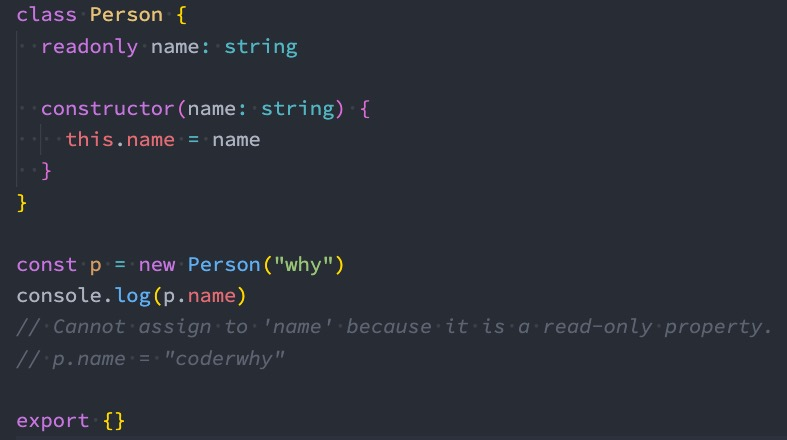 class Person {
  readonly name: string

  constructor(name: string) {
    this.name = name
  }
}

const p = new Person("why")
console.log(p.name)
// Cannot assign to 'name' because it is a read-only property.
// p.name = "coderwhy"

export {}